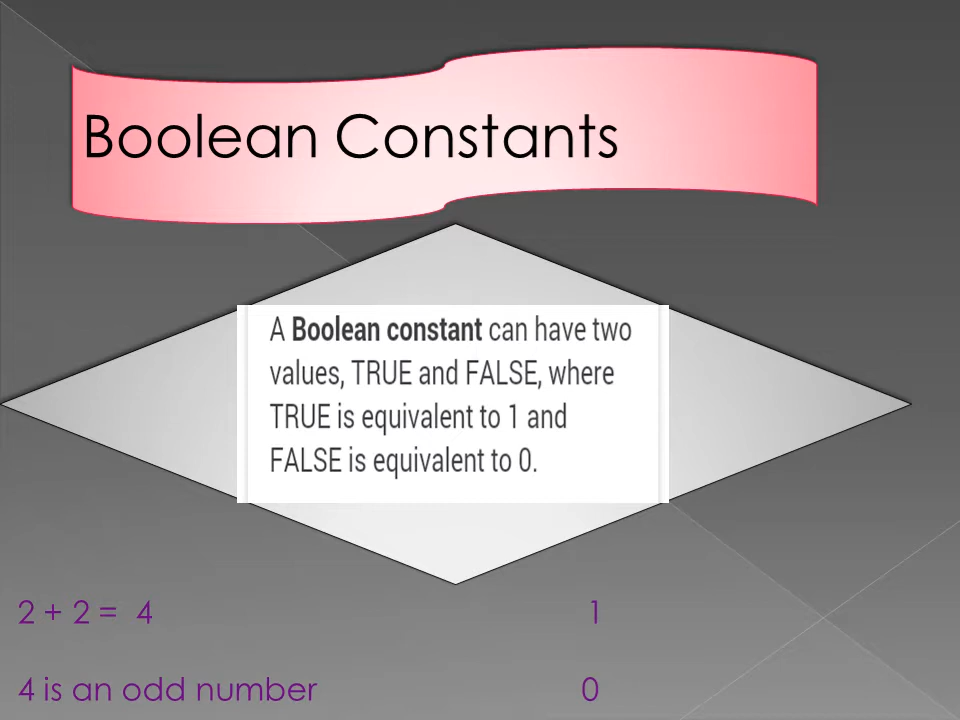 Boolean Constants
A Boolean constant can have two
values, TRUE and FALSE, where
TRUE is equivalent to 1 and
FALSE is equivalent to 0.
2 + 2 = 4 1
4 is an odd number 0